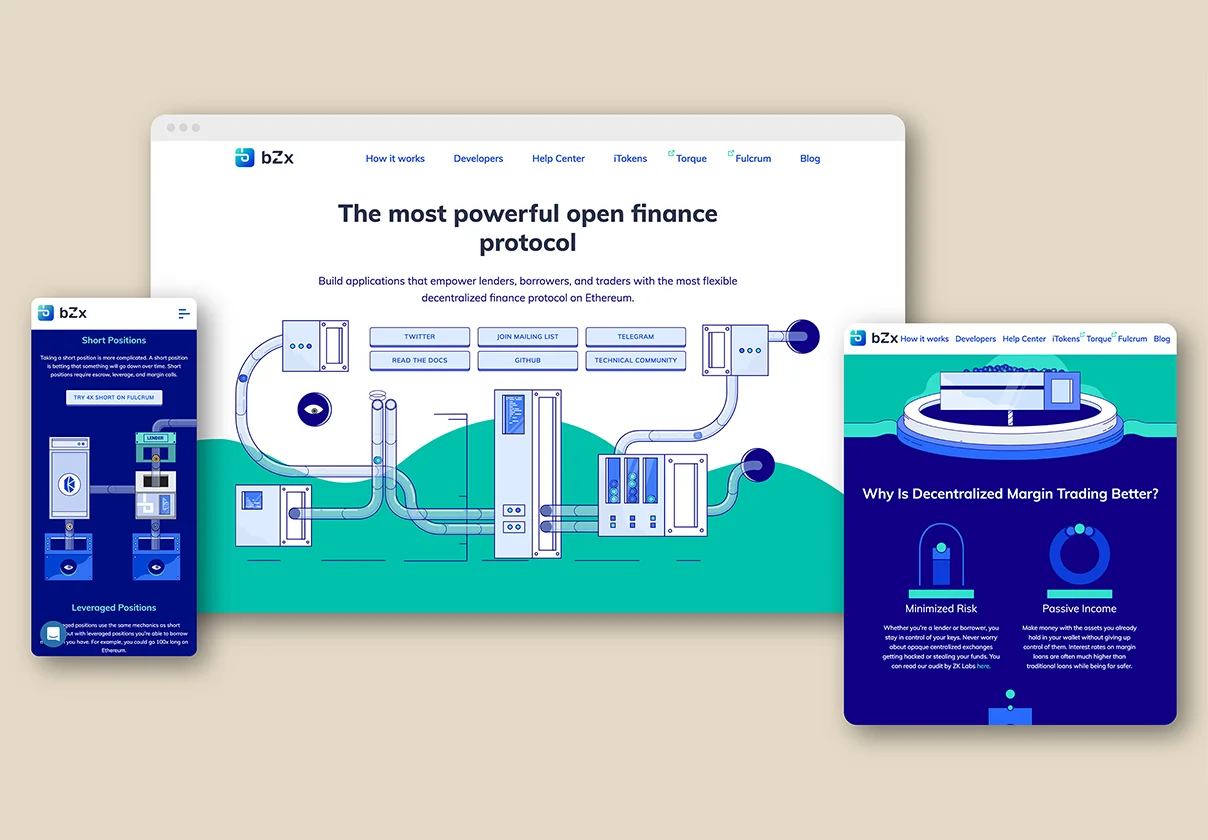 bZx
How it works
Developers
Help Center
iTokens
Torque
Fulcrum
Blog
The most powerful open finance
protocol
Build applications that empower lenders, borrowers, and traders with the most flexible
decentralized finance protocol on Ethereum.
TWITTER
JOIN MAILING LIST
TELEGRAM
READ THE DOCS
GITHUB
TECHNICAL COMMUNITY
bZx
Short Positions
Taking a short position is more complicated. A short position
is betting that something will go down over time. Short
positions require escrow, leverage, and margin calls.
TRY 4X SHORT ON FULCRUM
LENDER
Leveraged Positions
positions use the same mechanics as short
but with leveraged positions you're able to borrow
you have. For example, you could go 100x long on
Ethereum.
bZx
How it works
Developers
Help Center
iTokens
Torque
Fulcrum
Blog
Why Is Decentralized Margin Trading Better?
Minimized Risk
Whether you're a lender or borrower, you
stay in control of your keys. Never worry
about opaque centralized exchanges
getting hacked or stealing your funds. You
can read our audit by ZK Labs here.
Passive Income
Make money with the assets you already
hold in your wallet without giving up
control of them. Interest rates on margin
loans are often much higher than
traditional loans while being far safer.